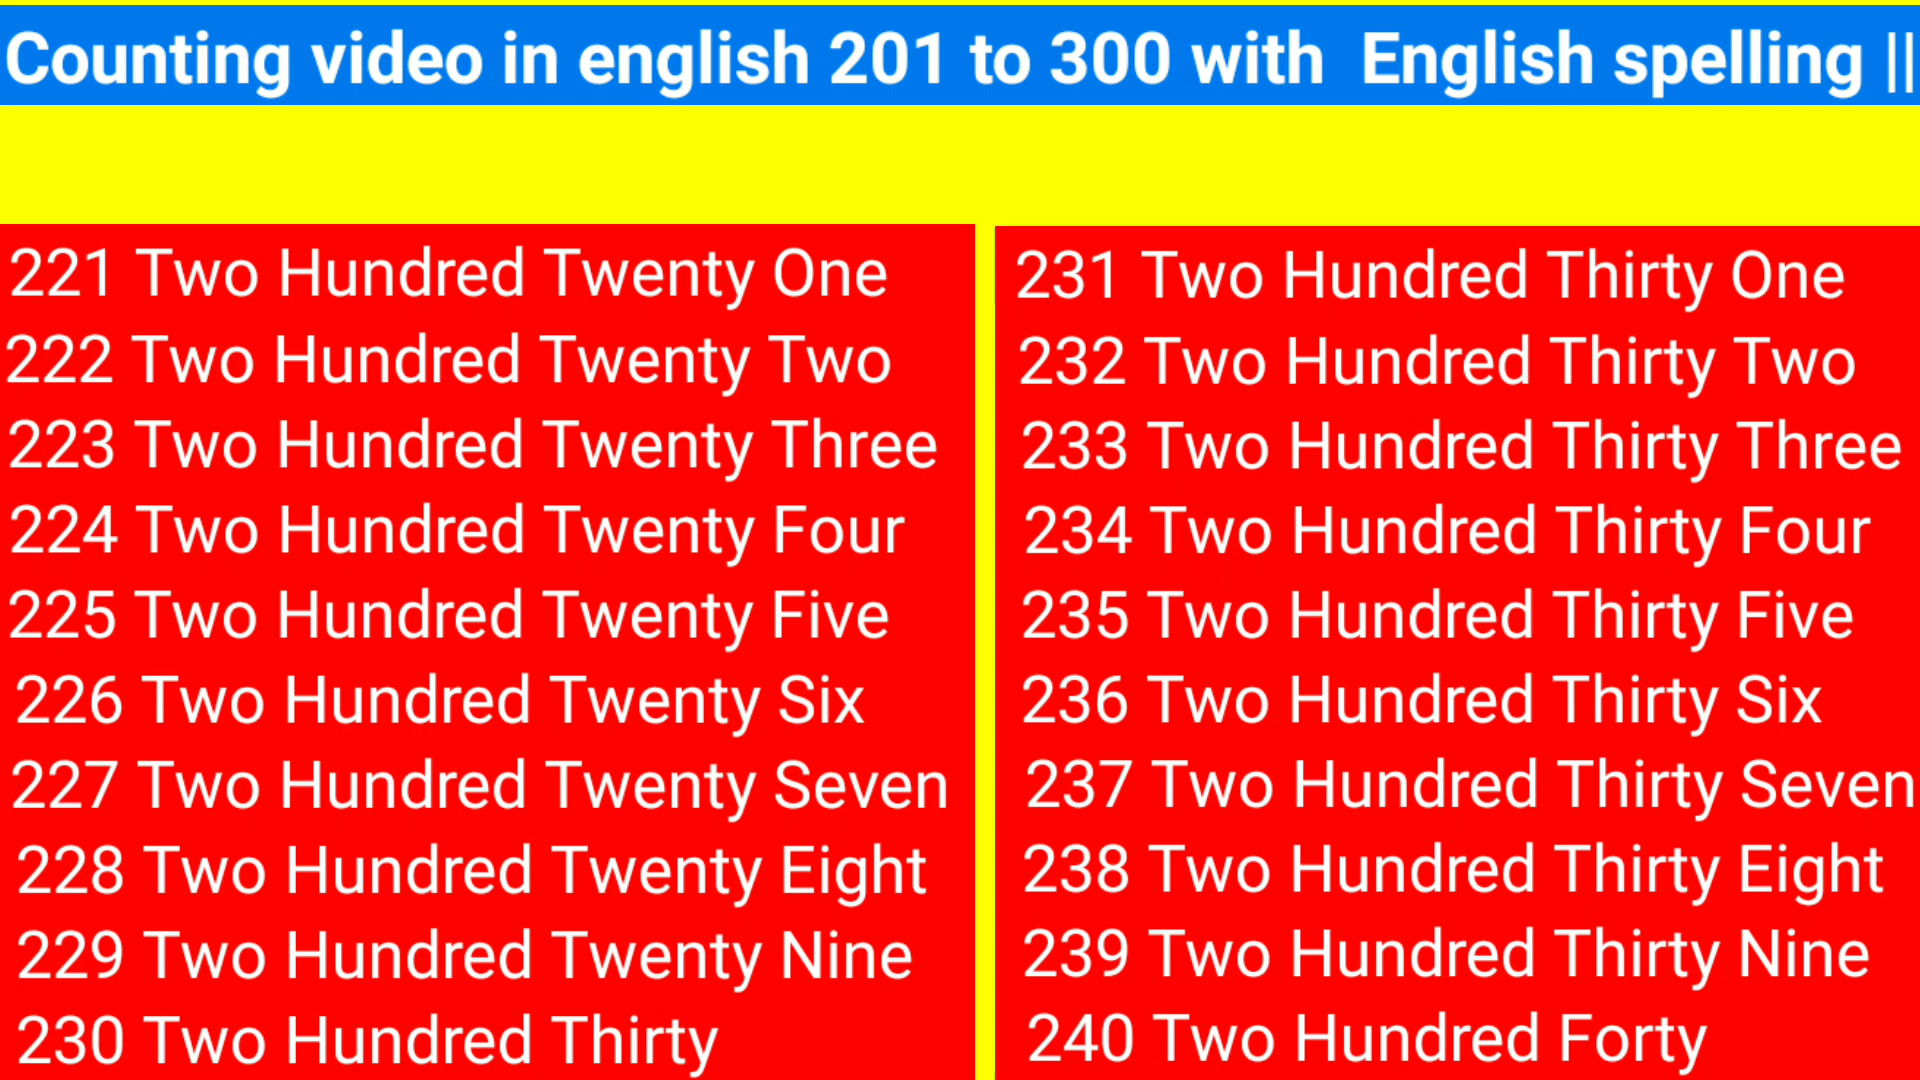 Counting video in english 201 to 300 with  English spelling ||
221 Two Hundred Twenty One
222 Two Hundred Twenty Two
223 Two Hundred Twenty Three
224 Two Hundred Twenty Four
225 Two Hundred Twenty Five
226 Two Hundred Twenty Six
227 Two Hundred Twenty Seven
228 Two Hundred Twenty Eight
229 Two Hundred Twenty Nine
230 Two Hundred Thirty
231 Two Hundred Thirty One
232 Two Hundred Thirty Two
233 Two Hundred Thirty Three
234 Two Hundred Thirty Four
235 Two Hundred Thirty Five
236 Two Hundred Thirty Six
237 Two Hundred Thirty Seven
238 Two Hundred Thirty Eight
239 Two Hundred Thirty Nine
240 Two Hundred Forty